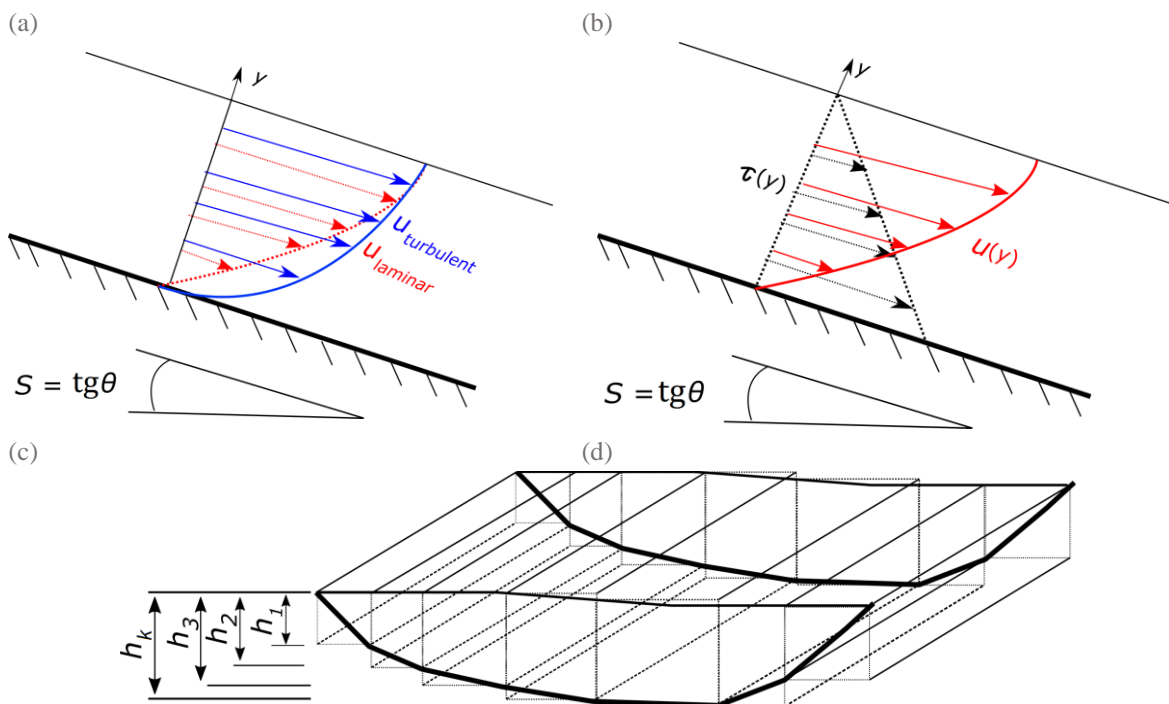 (a)
y
u_turbulent
u_laminar
S = tgθ
(b)
y
τ(y)
u(y)
S = tgθ
(c)
(d)
h_k
h_3
h_2
h_1